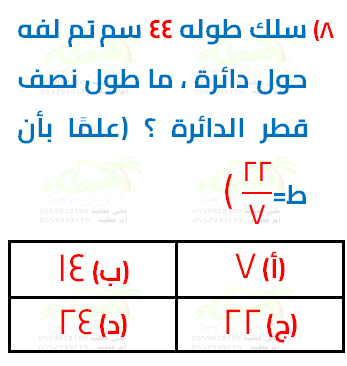 ٨) سلك طوله ٤٤ سم تم لفه
حول دائرة ، ما طول نصف
قطر الدائرة ؟ (علمًا بأن
ط=٢٢/٧)
(أ) ٧
(ب) ١٤
(ج) ٢٢
(د) ٢٤